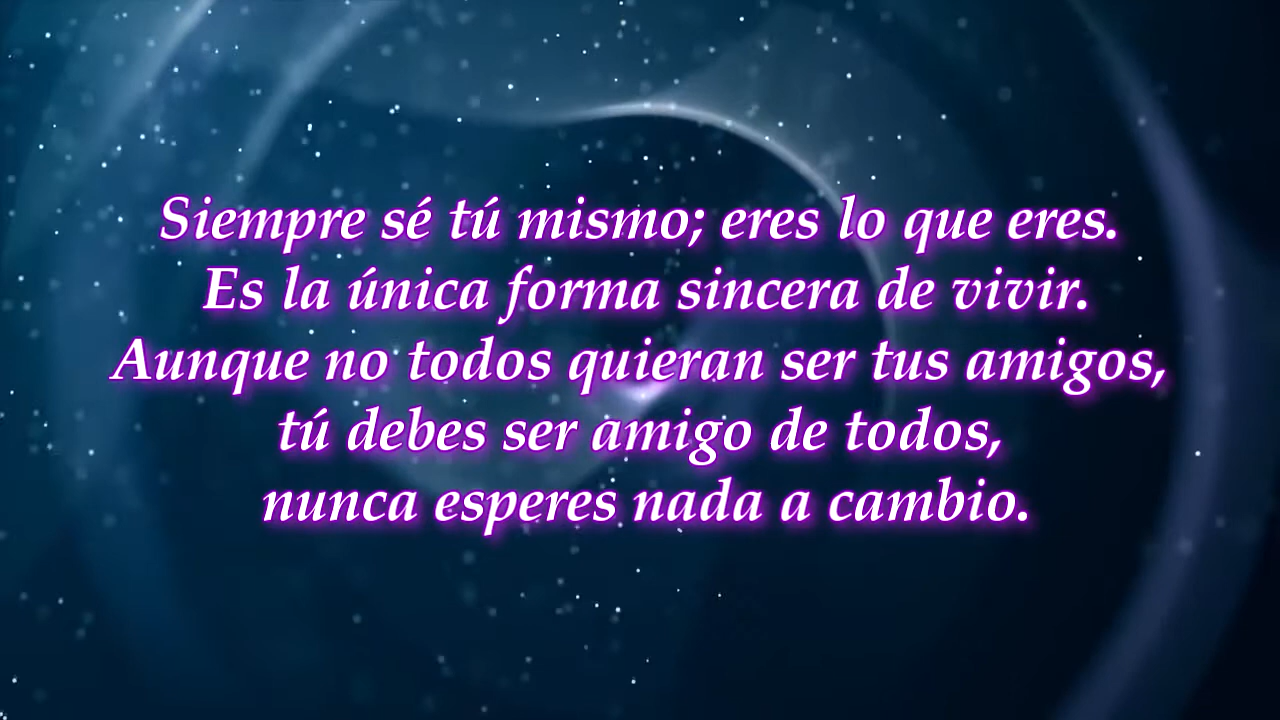 Siempre sé tú mismo; eres lo que eres.
Es la única forma sincera de vivir.
Aunque no todos quieran ser tus amigos,
tú debes ser amigo de todos,
nunca esperes nada a cambio.